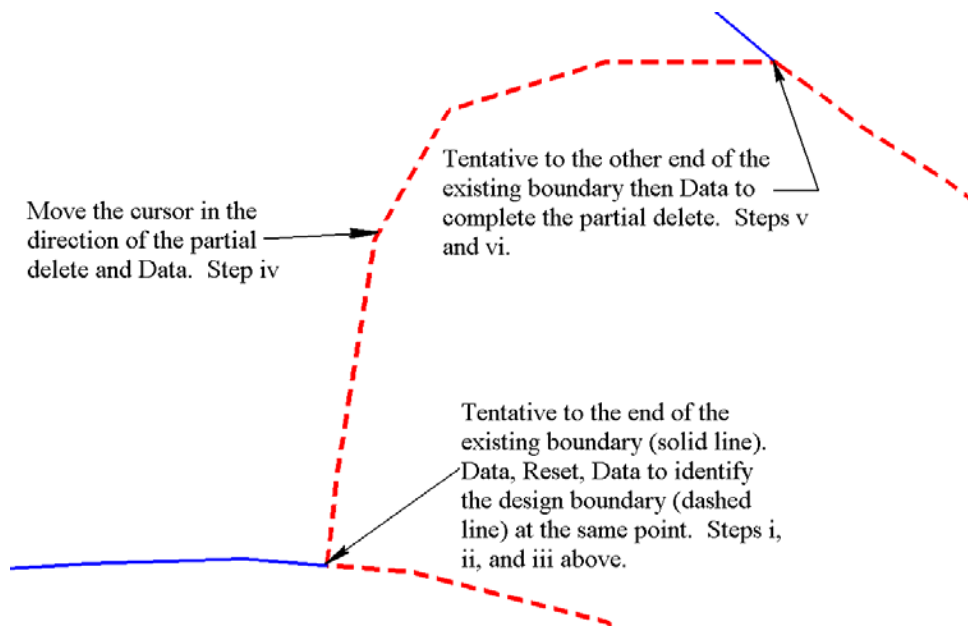 Tentative to the other end of the
existing boundary then Data to
complete the partial delete.  Steps v
and vi.
Move the cursor in the
direction of the partial
delete and Data.  Step iv
Tentative to the end of the
existing boundary (solid line).
Data, Reset, Data to identify
the design boundary (dashed
line) at the same point.  Steps i,
ii, and iii above.